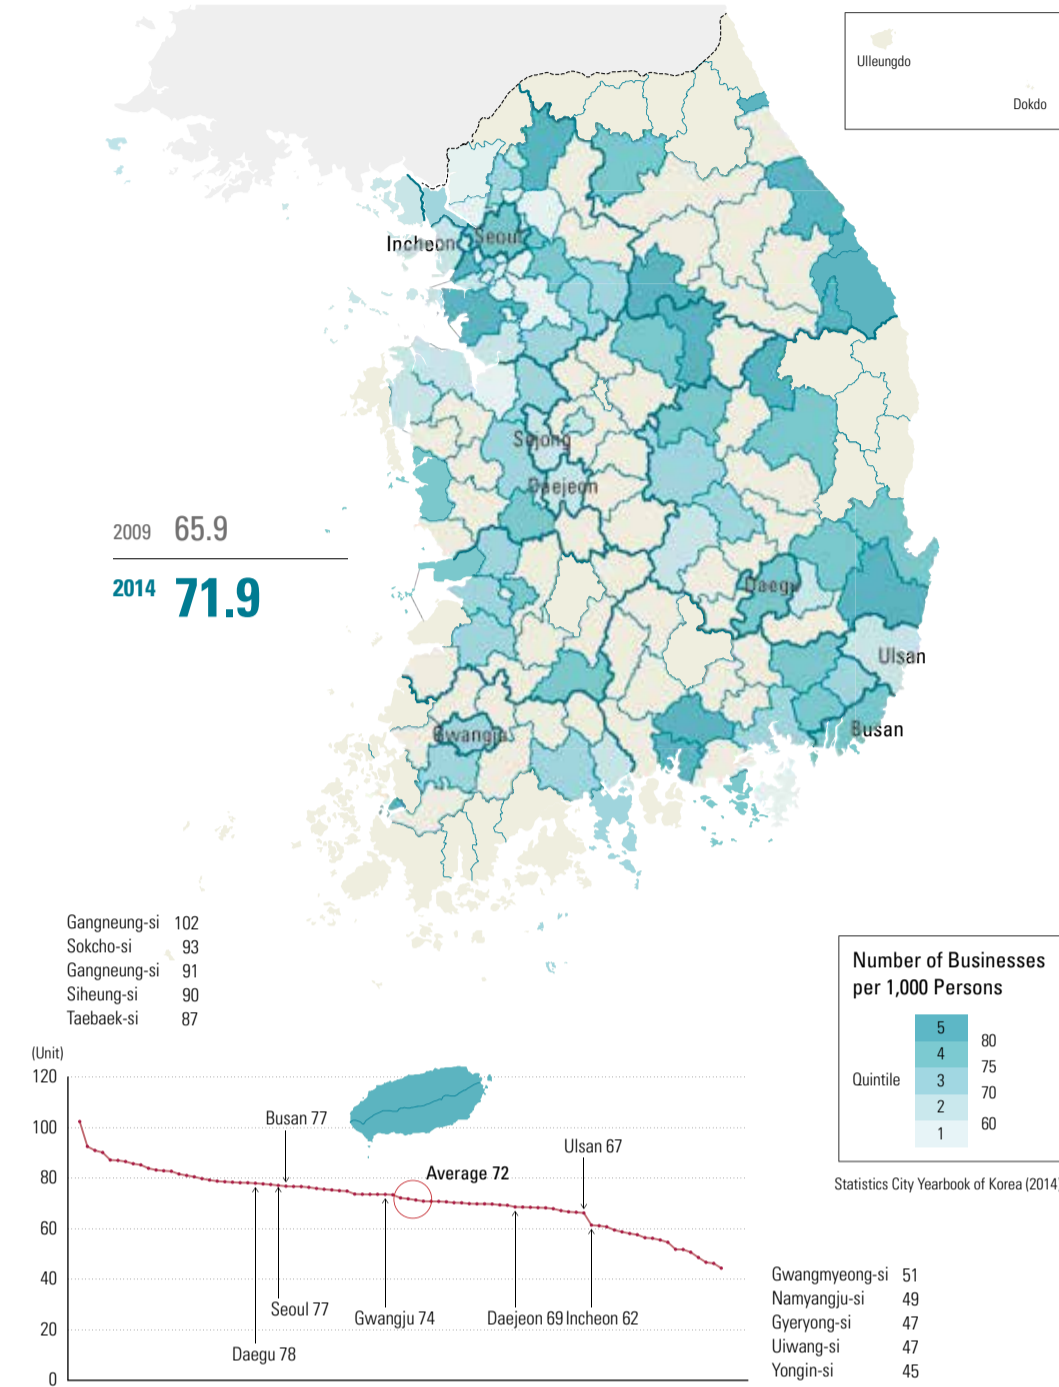 Ulleungdo
Dokdo
Incheon
Seoul
Sejong
Daejeon
2009 65.9
2014 71.9
Daegu
Ulsan
Busan
Gwangju
Gangneung-si 102
Sokcho-si 93
Gangneung-si 91
Siheung-si 90
Taebaek-si 87
Number of Businesses
per 1,000 Persons
Quintile
5
4
3
2
1
80
75
70
60
Statistics City Yearbook of Korea (2014)
(Unit)
120
100
80
60
40
20
0
Busan 77
Average 72
Ulsan 67
Seoul 77
Daegu 78
Gwangju 74
Daejeon 69
Incheon 62
Gwangmyeong-si 51
Namyangju-si 49
Gyeryong-si 47
Uiwang-si 47
Yongin-si 45